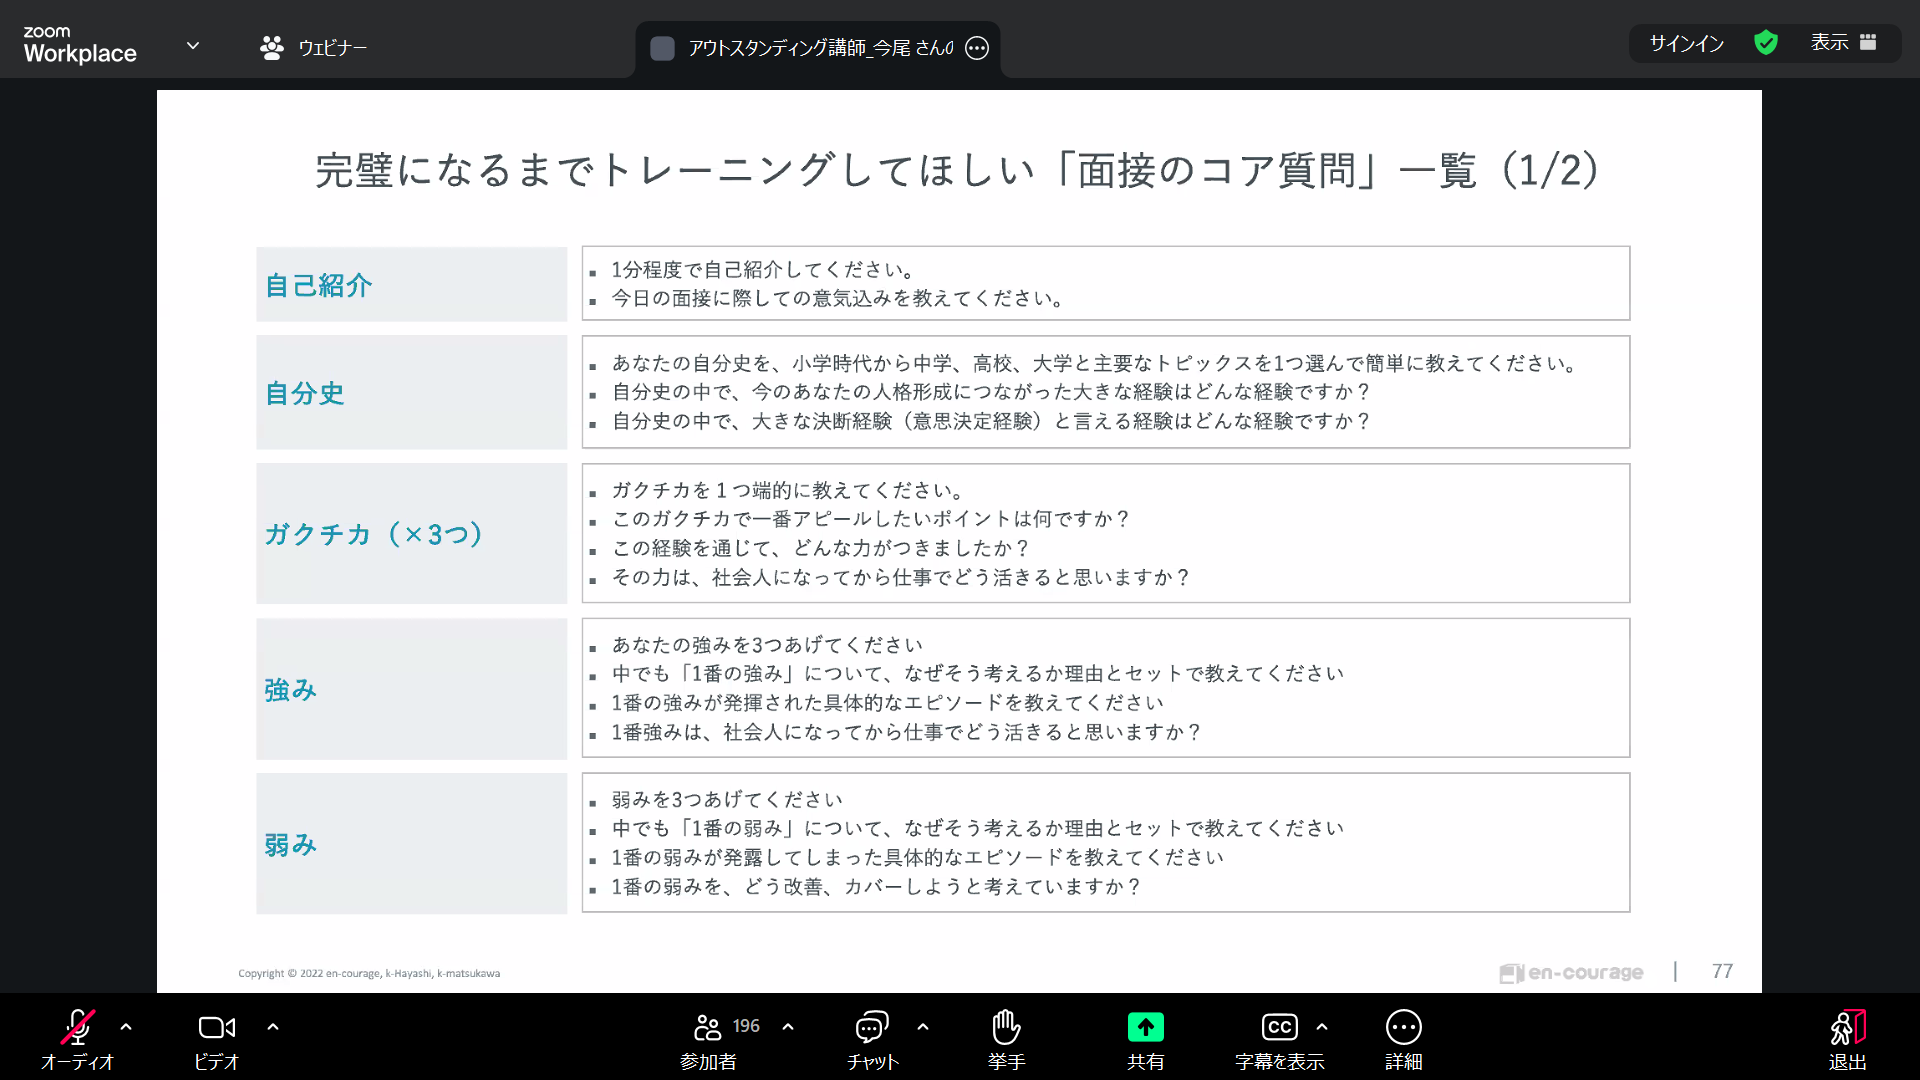 zoom
Workplace
ウェビナー
アウトスタンディング講師_今尾 さんの
サインイン
表示
完璧になるまでトレーニングしてほしい「面接のコア質問」一覧（1/2）
自己紹介
▪ 1分程度で自己紹介してください。
▪ 今日の面接に際しての意気込みを教えてください。
自分史
▪ あなたの自分史を、小学時代から中学、高校、大学と主要なトピックスを1つ選んで簡単に教えてください。
▪ 自分史の中で、今のあなたの人格形成につながった大きな経験はどんな経験ですか？
▪ 自分史の中で、大きな決断経験（意思決定経験）と言える経験はどんな経験ですか？
ガクチカ（×3つ）
▪ ガクチカを１つ端的に教えてください。
▪ このガクチカで一番アピールしたいポイントは何ですか？
▪ この経験を通じて、どんな力がつきましたか？
▪ その力は、社会人になってから仕事でどう活きると思いますか？
強み
▪ あなたの強みを3つあげてください
▪ 中でも「1番の強み」について、なぜそう考えるか理由とセットで教えてください
▪ 1番の強みが発揮された具体的なエピソードを教えてください
▪ 1番強みは、社会人になってから仕事でどう活きると思いますか？
弱み
▪ 弱みを3つあげてください
▪ 中でも「1番の弱み」について、なぜそう考えるか理由とセットで教えてください
▪ 1番の弱みが発露してしまった具体的なエピソードを教えてください
▪ 1番の弱みを、どう改善、カバーしようと考えていますか？
Copyright © 2022 en-courage, k-Hayashi, k-matsukawa
en-courage | 77
オーディオ
ビデオ
196
参加者
チャット
挙手
共有
CC
字幕を表示
詳細
退出